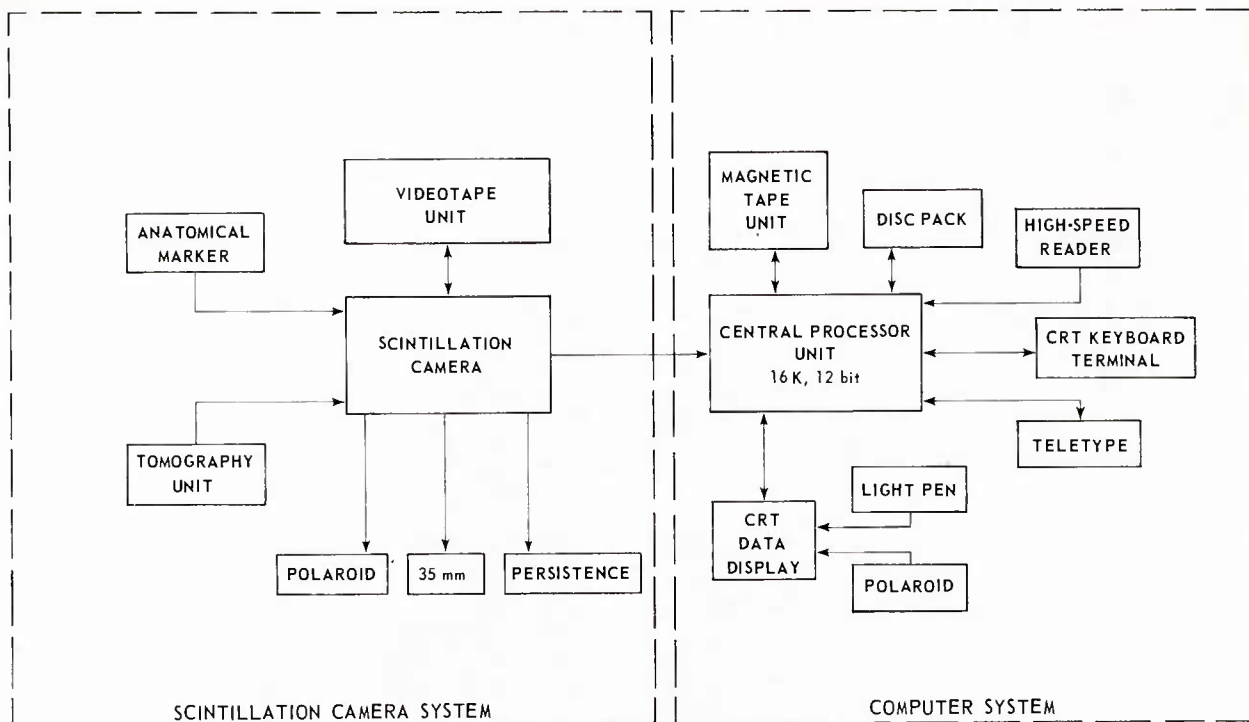 VIDEOTAPE
UNIT
ANATOMICAL
MARKER
SCINTILLATION
CAMERA
TOMOGRAPHY
UNIT
POLAROID
35 mm
PERSISTENCE
SCINTILLATION CAMERA SYSTEM
MAGNETIC
TAPE
UNIT
DISC PACK
HIGH-SPEED
READER
CENTRAL PROCESSOR
UNIT
16 K, 12 bit
CRT KEYBOARD
TERMINAL
TELETYPE
LIGHT PEN
CRT
DATA
DISPLAY
POLAROID
COMPUTER SYSTEM